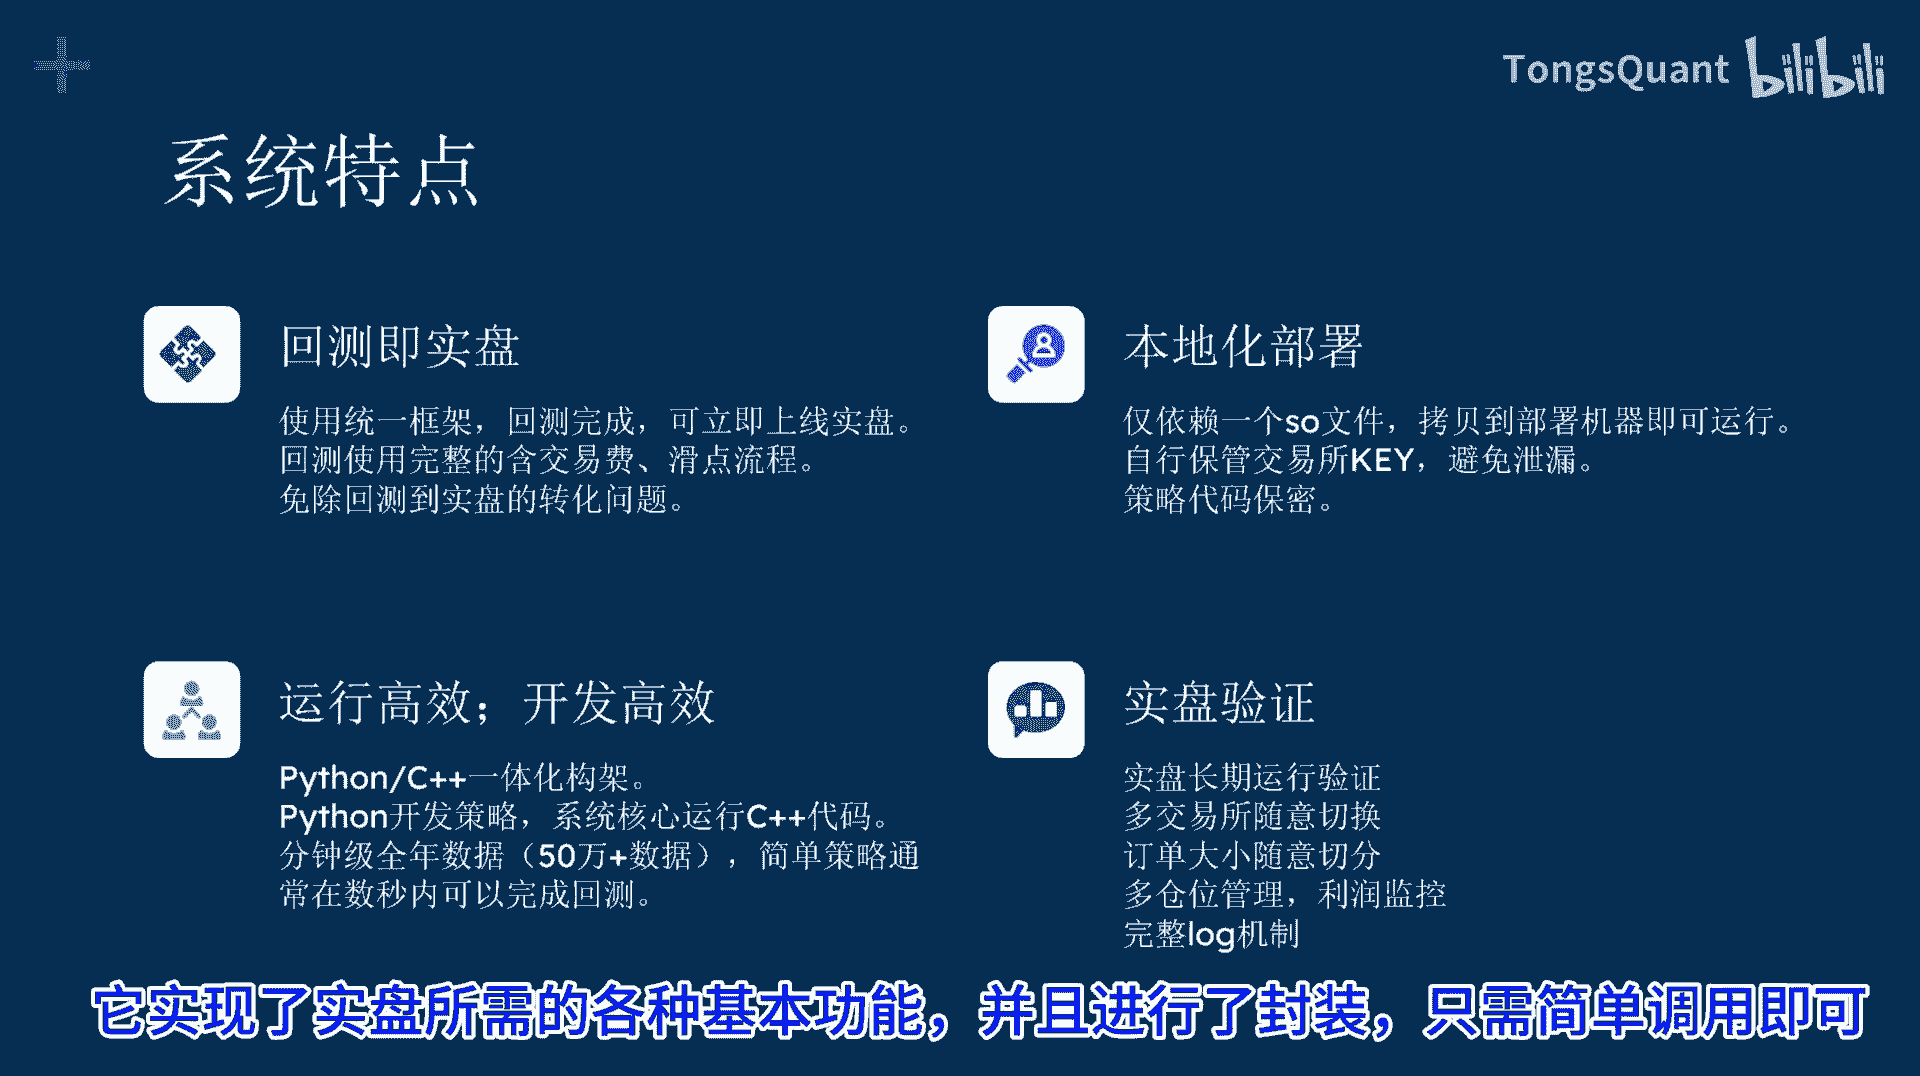 TongsQuant bilibili
系统特点
回测即实盘
使用统一框架，回测完成，可立即上线实盘。
回测使用完整的含交易费、滑点流程。
免除回测到实盘的转化问题。
本地化部署
仅依赖一个so文件，拷贝到部署机器即可运行。
自行保管交易所KEY，避免泄漏。
策略代码保密。
运行高效；开发高效
Python/C++一体化构架。
Python开发策略，系统核心运行C++代码。
分钟级全年数据（50万+数据），简单策略通
常在数秒内可以完成回测。
实盘验证
实盘长期运行验证
多交易所随意切换
订单大小随意切分
多仓位管理，利润监控
完整log机制
它实现了实盘所需的各种基本功能，并且进行了封装，只需简单调用即可